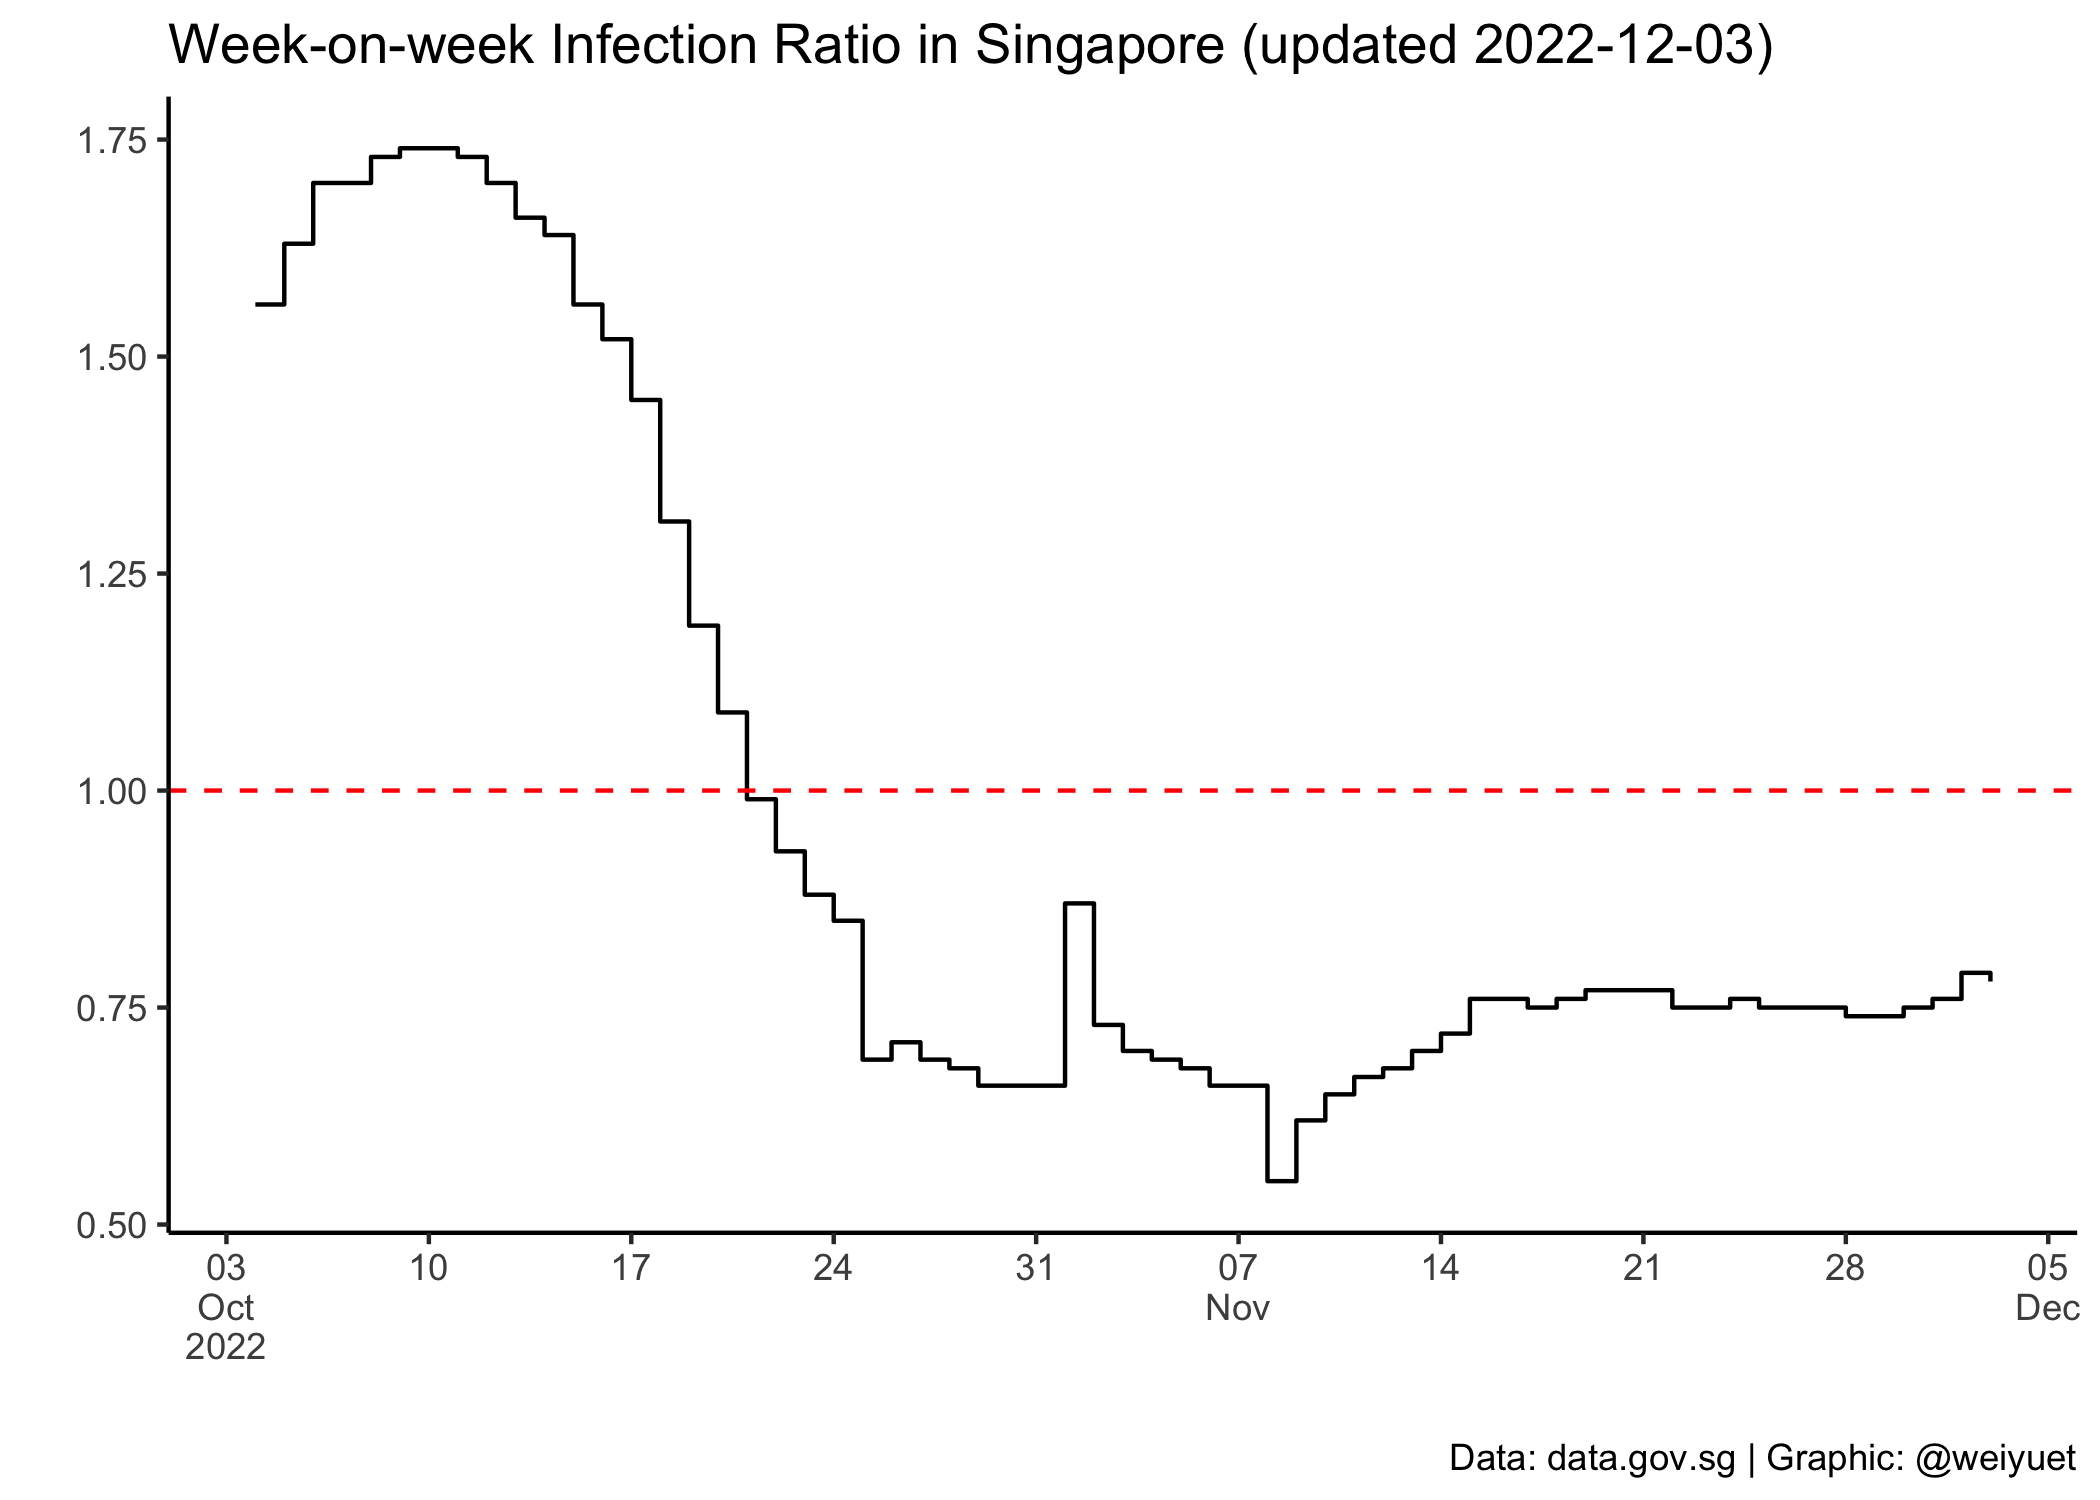 Week-on-week Infection Ratio in Singapore (updated 2022-12-03)
1.75
1.50
1.25
1.00
0.75
0.50
03 10 17 24 31 07 14 21 28 05
Oct Nov Dec
2022
Data: data.gov.sg | Graphic: @weiyuet